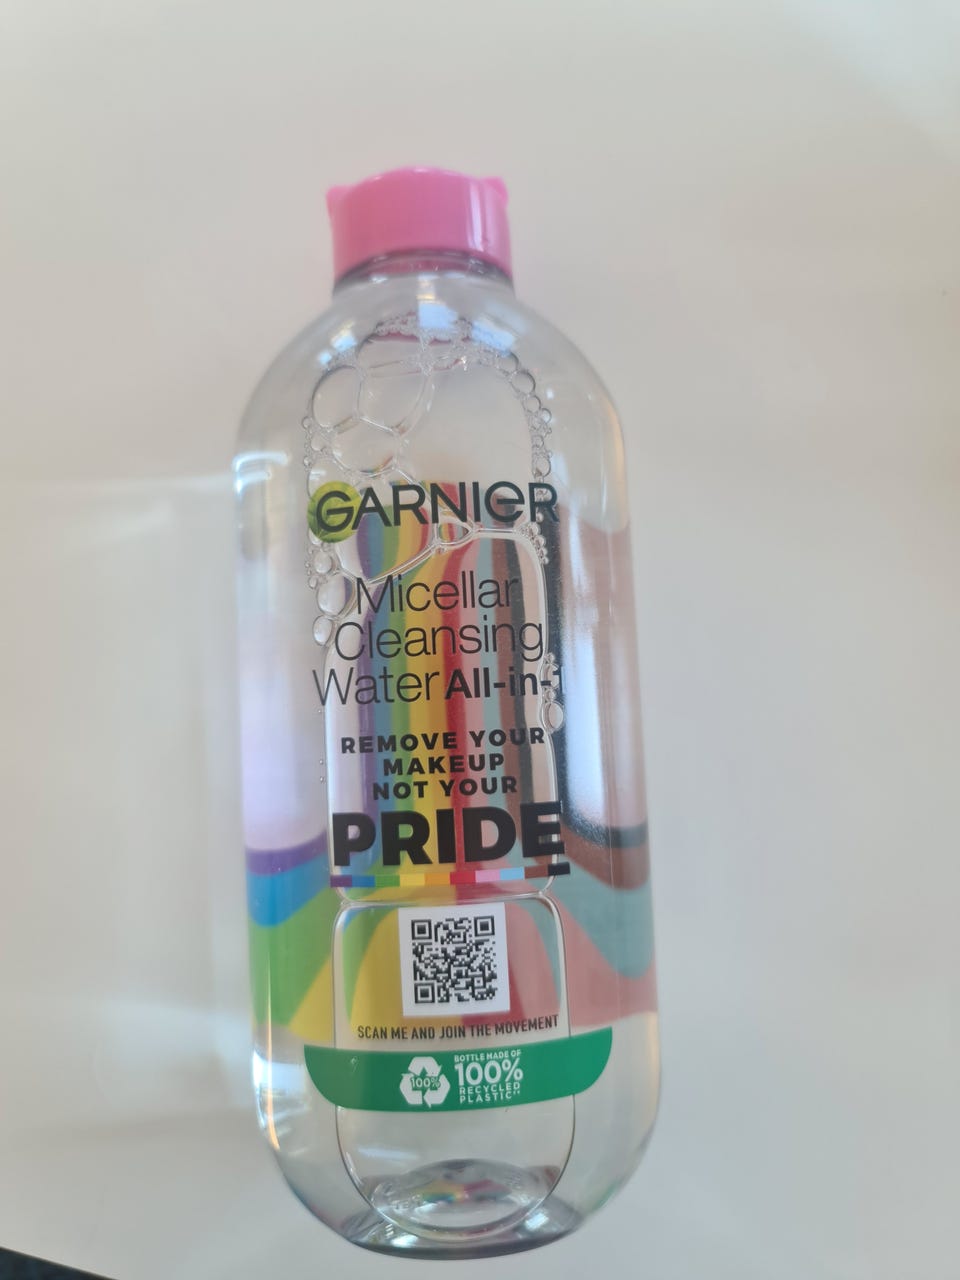 GARNIER
Micellar
Cleansing
Water All-in-1
REMOVE YOUR
MAKEUP
NOT YOUR
PRIDE
SCAN ME AND JOIN THE MOVEMENT
100%
BOTTLE MADE OF
100%
RECYCLED
PLASTIC**